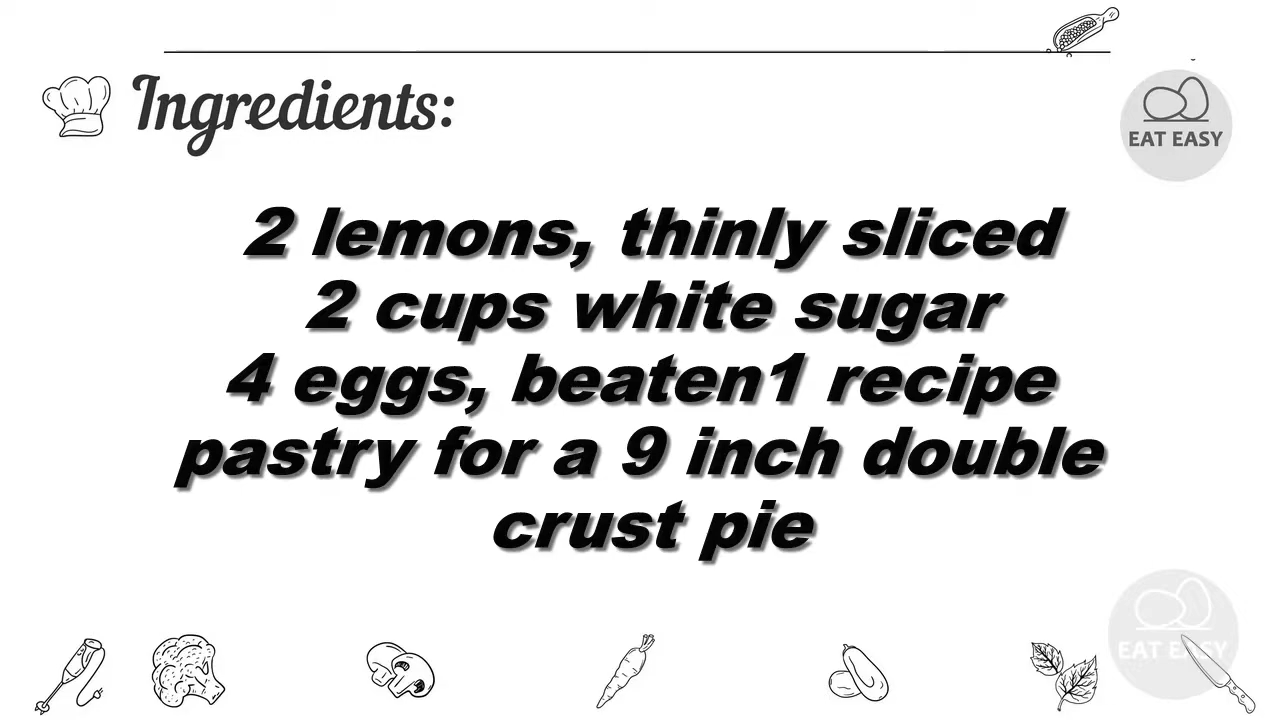 Ingredients:
EAT EASY
2 lemons, thinly sliced
2 cups white sugar
4 eggs, beaten1 recipe
pastry for a 9 inch double
crust pie
EAT EASY